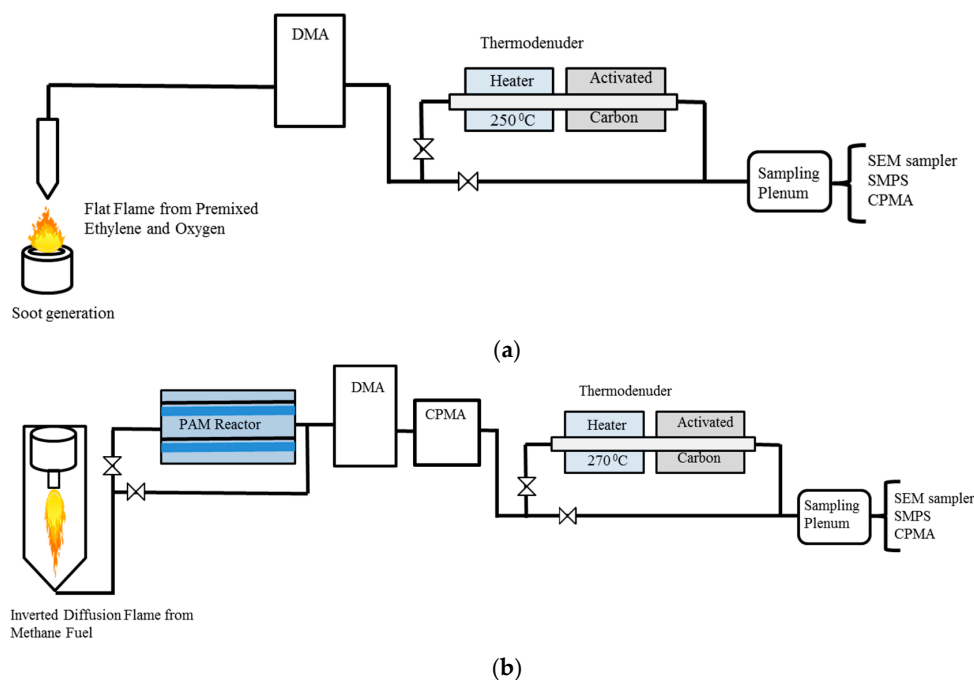 DMA
Thermodenuder
Heater
Activated
250 ⁰C
Carbon
Flat Flame from Premixed
Ethylene and Oxygen
Sampling
Plenum
SEM sampler
SMPS
CPMA
Soot generation
(a)
PAM Reactor
DMA
CPMA
Thermodenuder
Heater
Activated
270 ⁰C
Carbon
Sampling
Plenum
SEM sampler
SMPS
CPMA
Inverted Diffusion Flame from
Methane Fuel
(b)